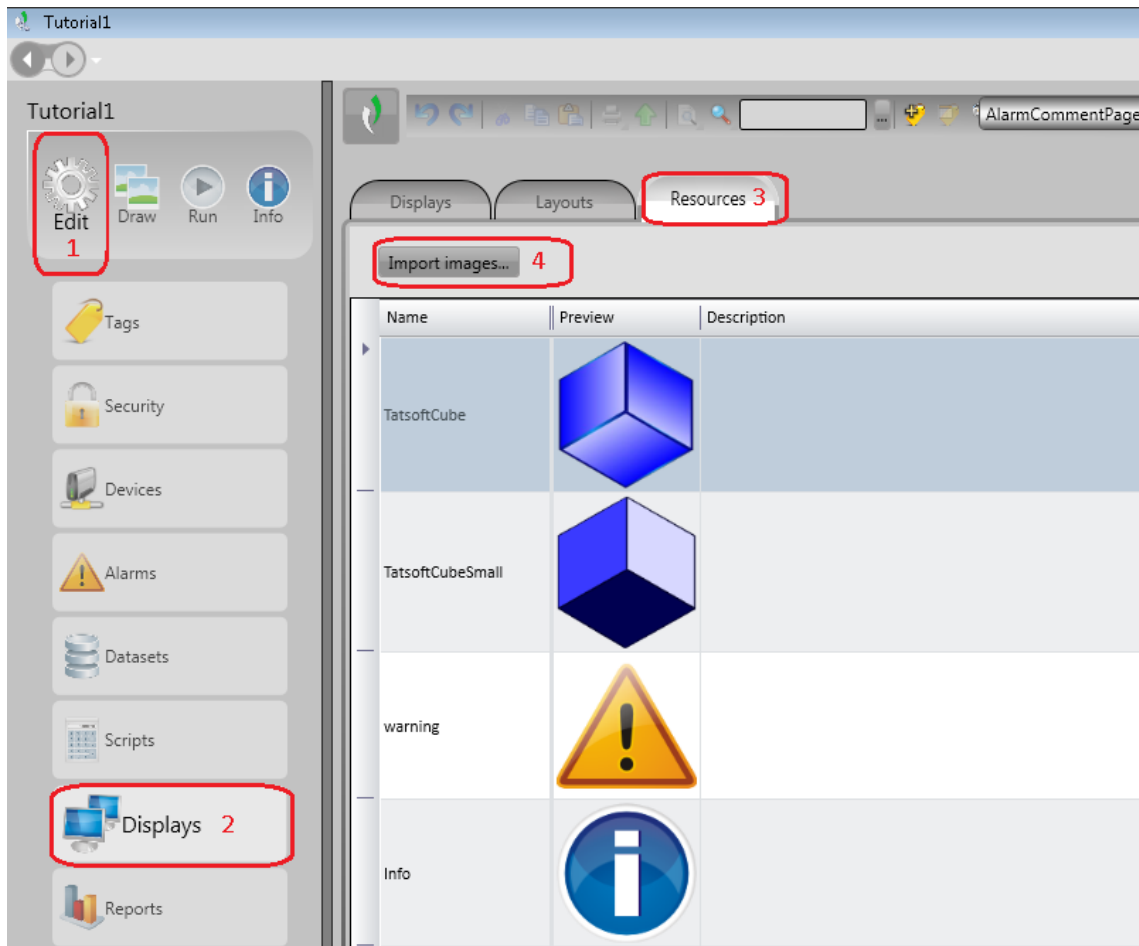 Tutorial1
Tutorial1
Edit
Draw
Run
Info
1
Tags
Security
Devices
Alarms
Datasets
Scripts
Displays 2
Reports
...
AlarmCommentPage
Displays
Layouts
Resources 3
Import images... 4
Name Preview Description
TatsoftCube
TatsoftCubeSmall
warning
Info